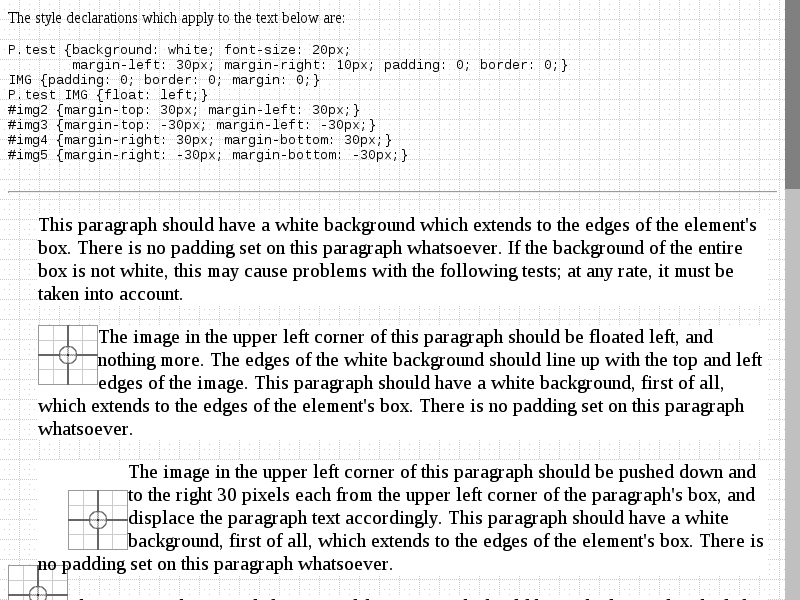 The style declarations which apply to the text below are:
P.test {background: white; font-size: 20px;
margin-left: 30px; margin-right: 10px; padding: 0; border: 0;}
IMG {padding: 0; border: 0; margin: 0;}
P.test IMG {float: left;}
#img2 {margin-top: 30px; margin-left: 30px;}
#img3 {margin-top: -30px; margin-left: -30px;}
#img4 {margin-right: 30px; margin-bottom: 30px;}
#img5 {margin-right: -30px; margin-bottom: -30px;}
This paragraph should have a white background which extends to the edges of the element's
box. There is no padding set on this paragraph whatsoever. If the background of the entire
box is not white, this may cause problems with the following tests; at any rate, it must be
taken into account.
The image in the upper left corner of this paragraph should be floated left, and
nothing more. The edges of the white background should line up with the top and left
edges of the image. This paragraph should have a white background, first of all,
which extends to the edges of the element's box. There is no padding set on this paragraph
whatsoever.
The image in the upper left corner of this paragraph should be pushed down and
to the right 30 pixels each from the upper left corner of the paragraph's box, and
displace the paragraph text accordingly. This paragraph should have a white
background, first of all, which extends to the edges of the element's box. There is
no padding set on this paragraph whatsoever.